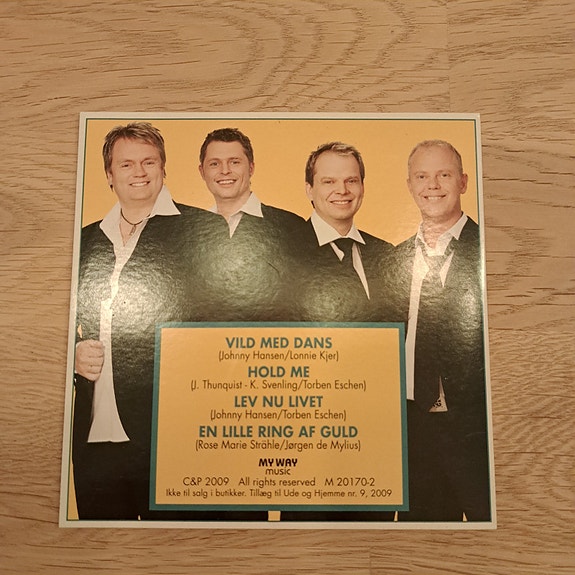 VILD MED DANS
(Johnny Hansen/Lonnie Kjer)
HOLD ME
(J. Thunquist - K. Svenling/Torben Eschen)
LEV NU LIVET
(Johnny Hansen/Torben Eschen)
EN LILLE RING AF GULD
(Rose Marie Strähle/Jørgen de Mylius)
MY WAY
music
C&P 2009 All rights reserved M 20170-2
Ikke til salg i butikker. Tillæg til Ude og Hjemme nr. 9, 2009